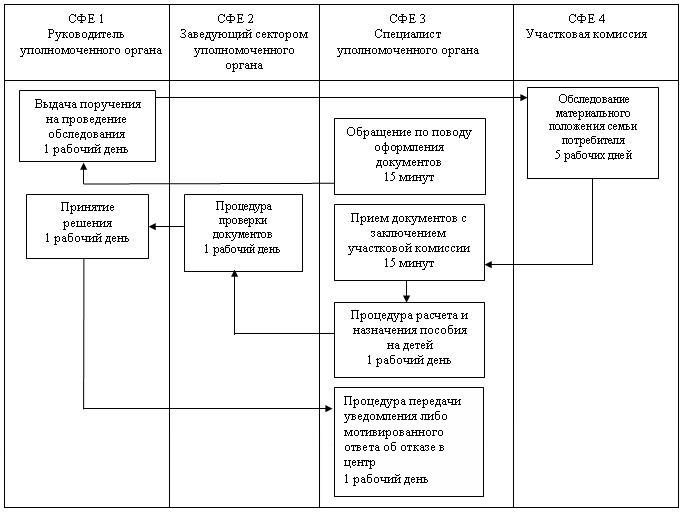 СФЕ 1
Руководитель
уполномоченного органа
СФЕ 2
Заведующий сектором
уполномоченного
органа
СФЕ 3
Специалист
уполномоченного органа
СФЕ 4
Участковая комиссия
Выдача поручения
на проведение
обследования
1 рабочий день
Обращение по поводу
оформления
документов
15 минут
Обследование
материального
положения семьи
потребителя
5 рабочих дней
Принятие
решения
1 рабочий день
Процедура
проверки
документов
1 рабочий день
Прием документов с
заключением
участковой комиссии
15 минут
Процедура расчета и
назначения пособия
на детей
1 рабочий день
Процедура передачи
уведомления либо
мотивированного
ответа об отказе в
центр
1 рабочий день